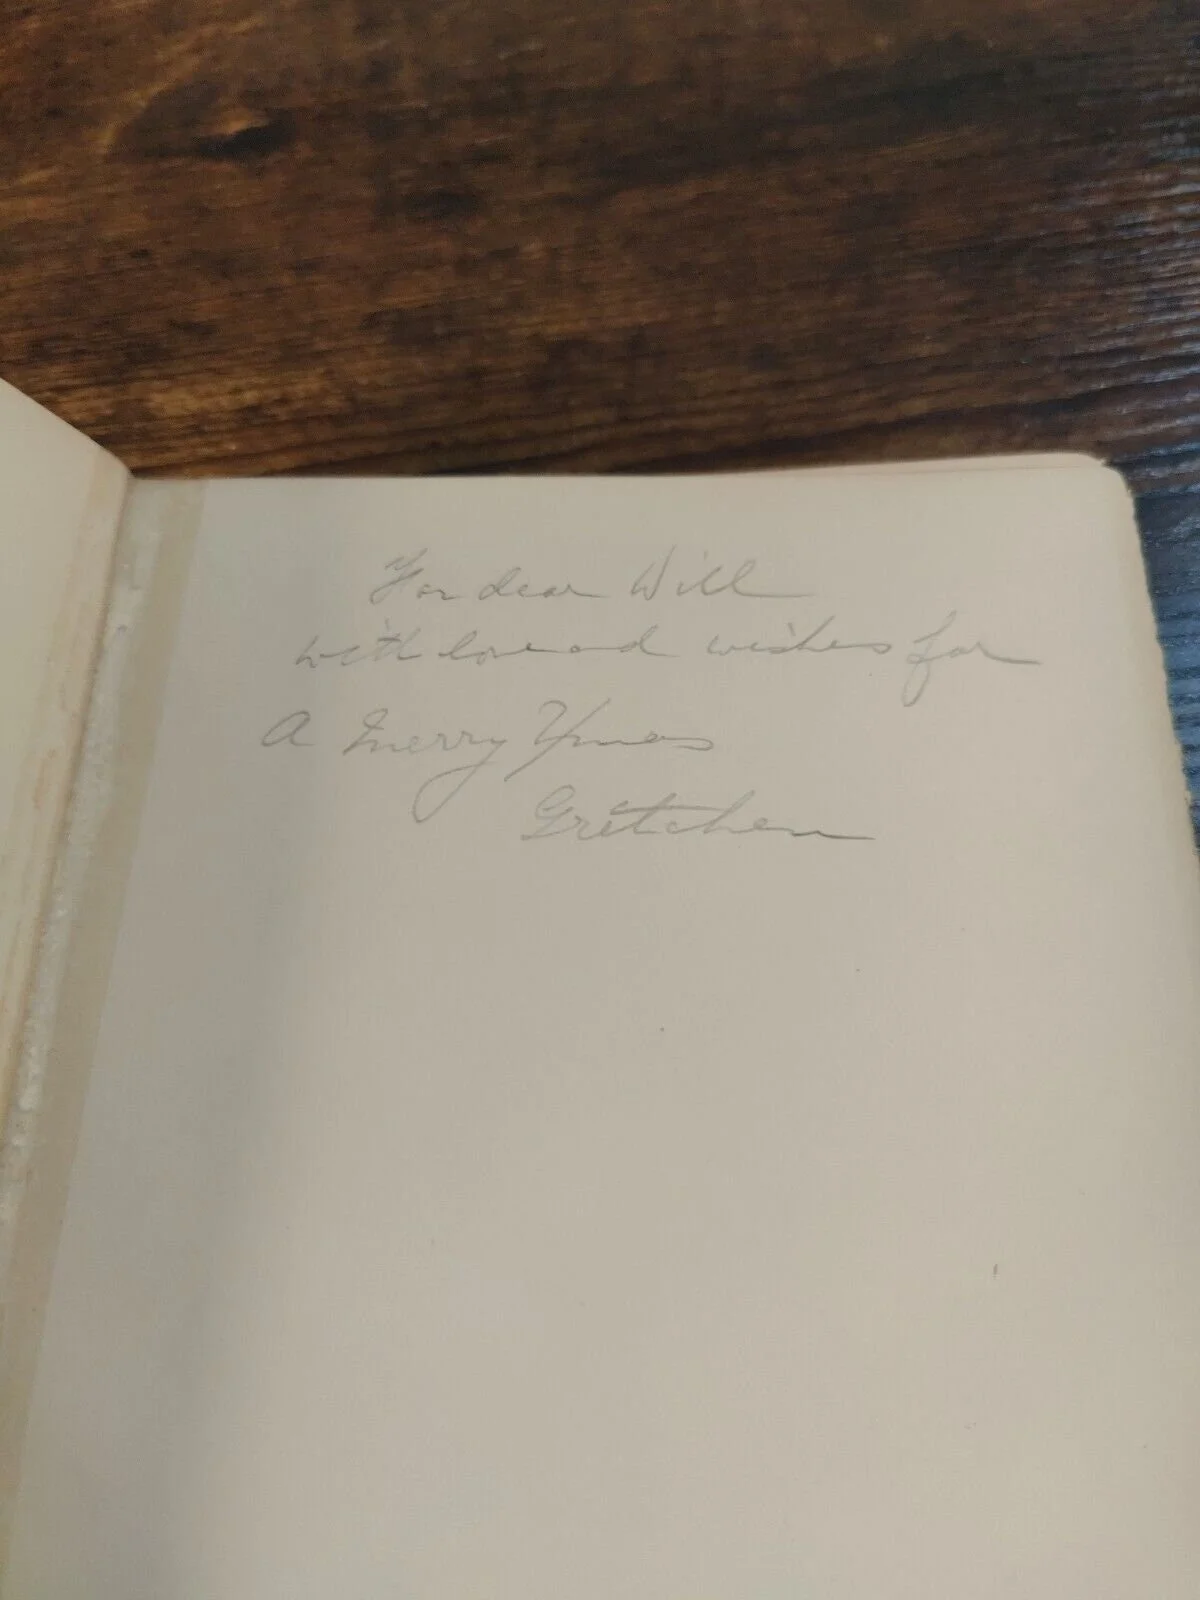 For dear Will
with love and wishes for
A Merry Xmas
Gretchen